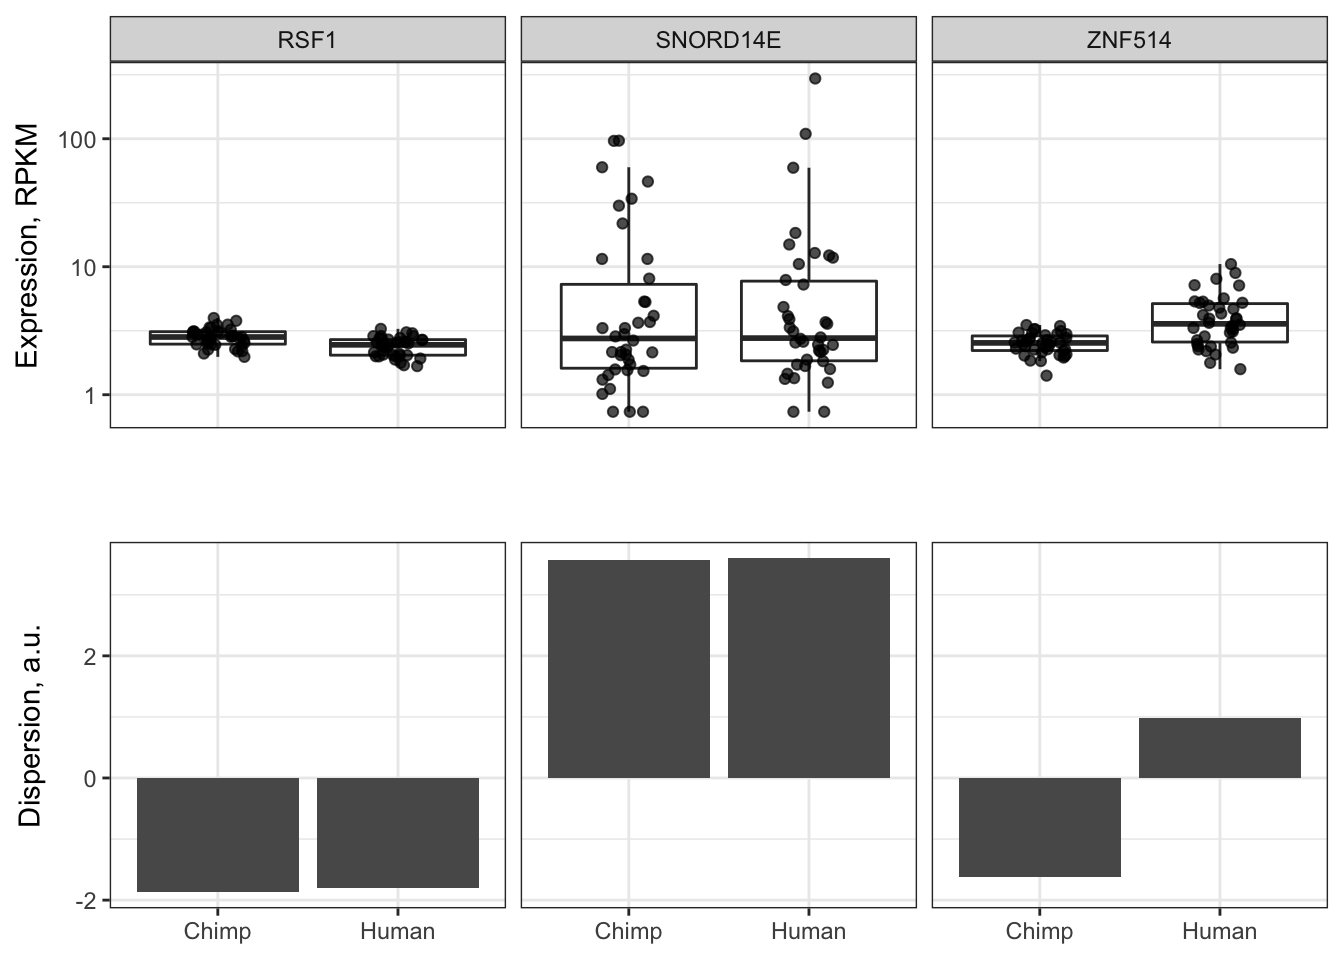 RSF1
SNORD14E
ZNF514
Expression, RPKM
100
10
1
Dispersion, a.u.
2
0
-2
Chimp
Human
Chimp
Human
Chimp
Human